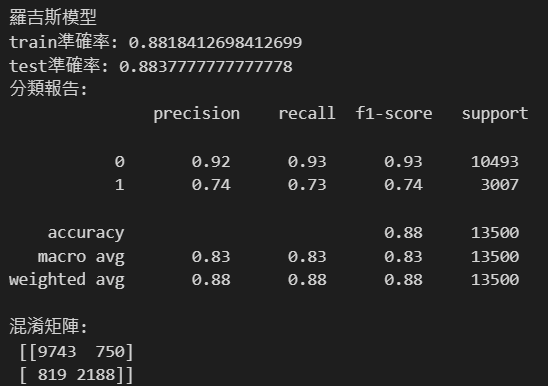 羅吉斯模型
train準確率: 0.8818412698412699
test準確率: 0.8837777777777778
分類報告:
precision recall f1-score support
0 0.92 0.93 0.93 10493
1 0.74 0.73 0.74 3007
accuracy 0.88 13500
macro avg 0.83 0.83 0.83 13500
weighted avg 0.88 0.88 0.88 13500
混淆矩陣:
[[9743 750]
[ 819 2188]]